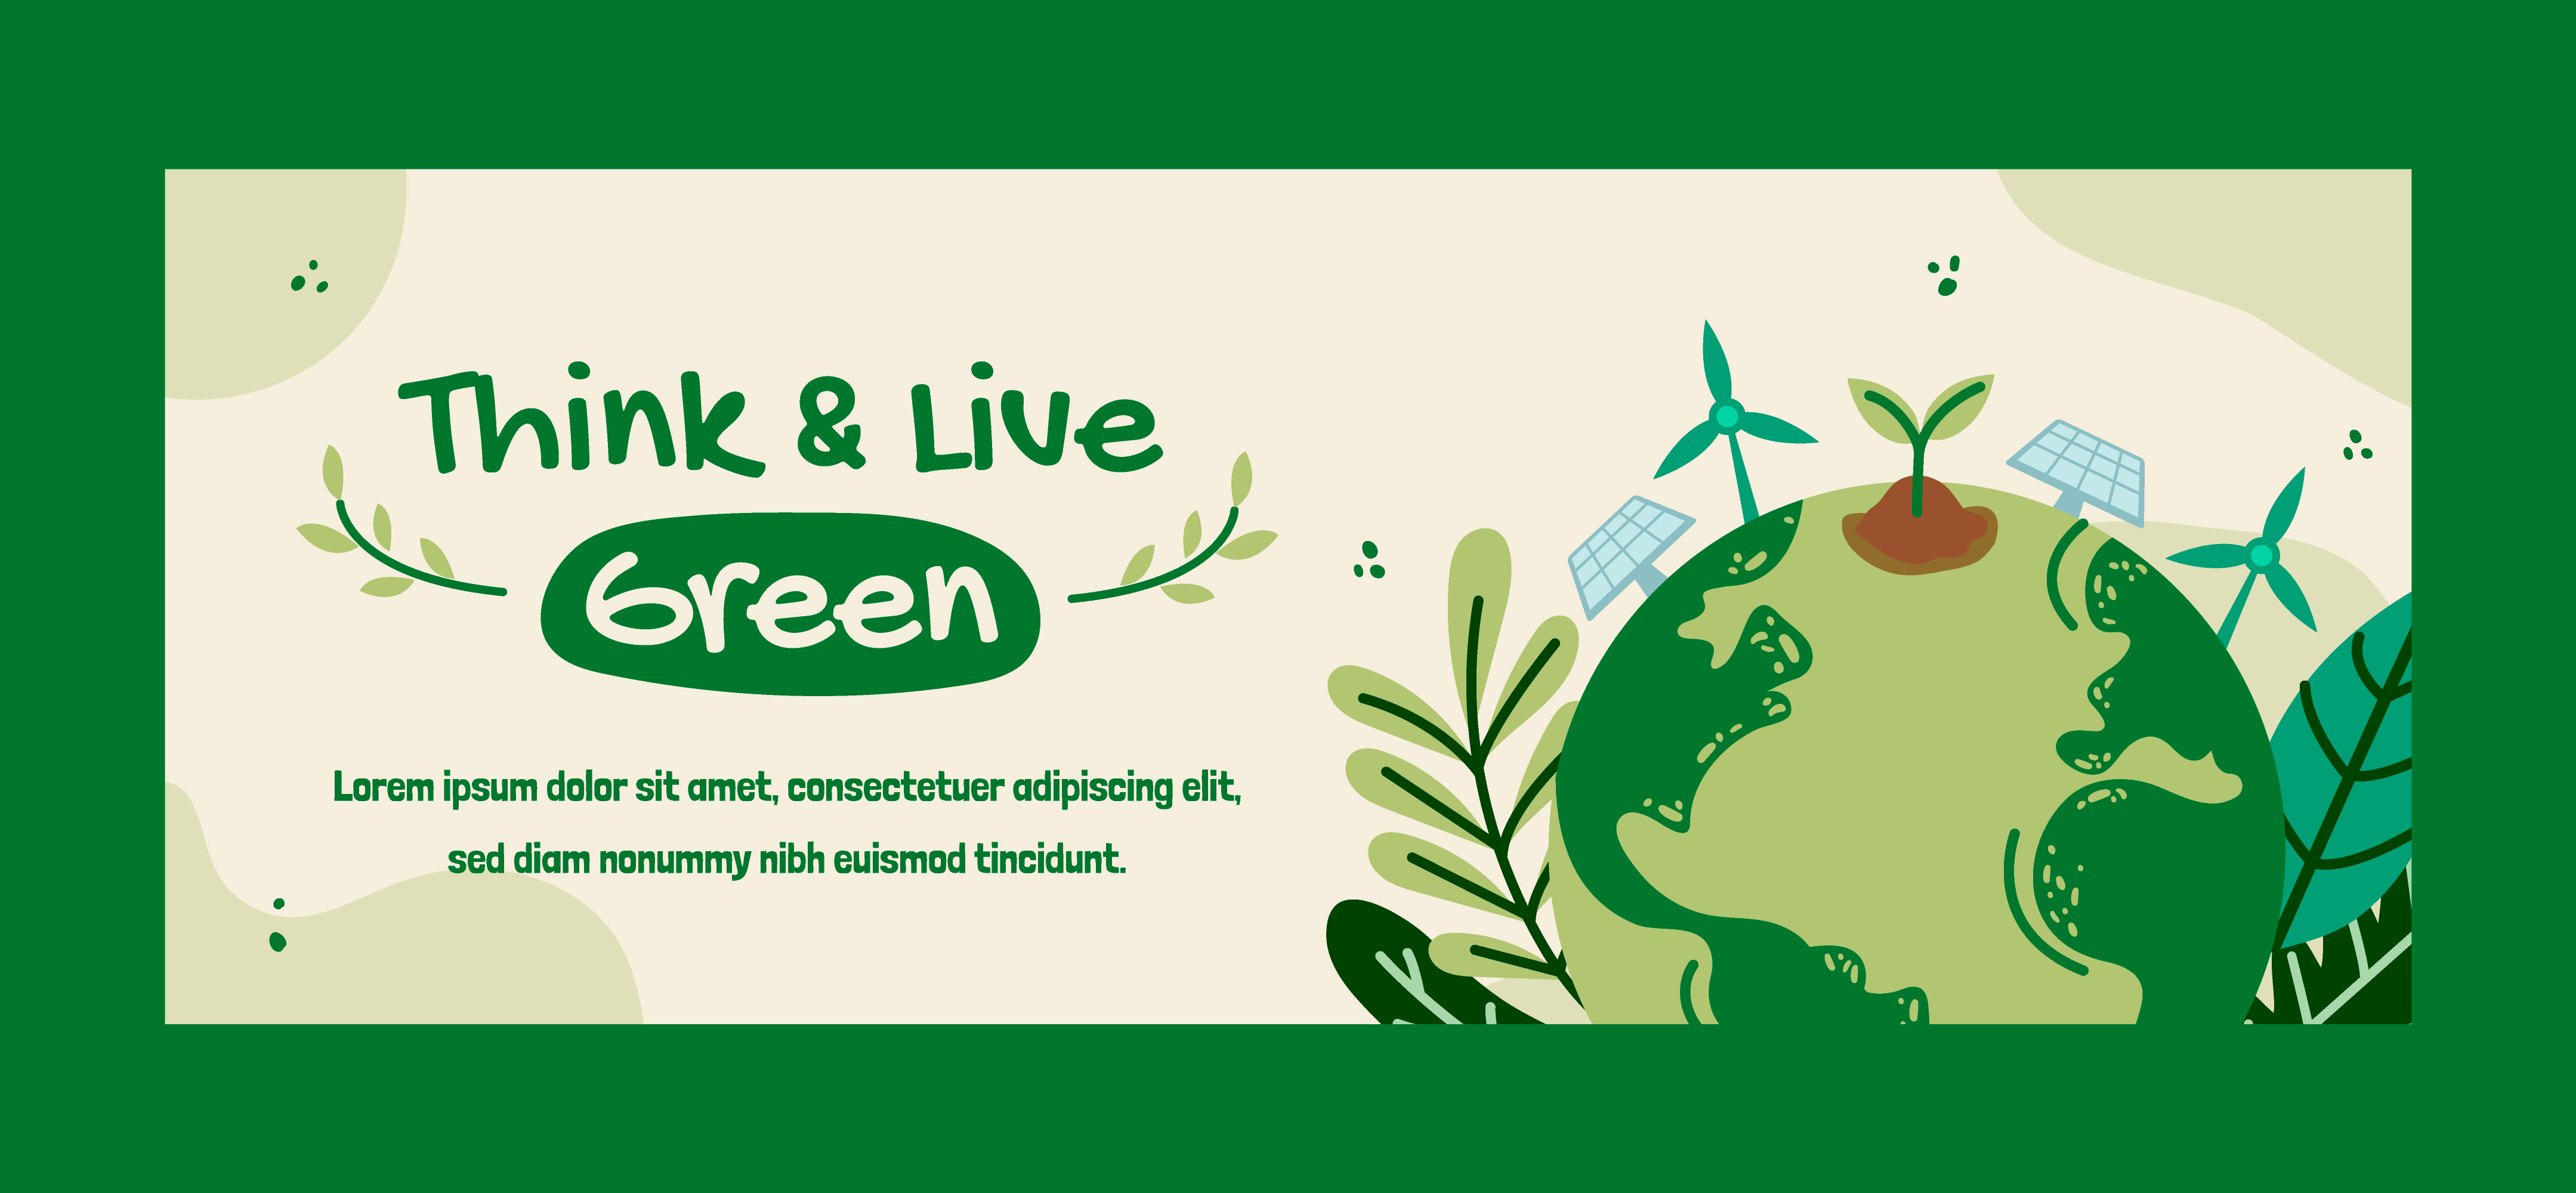 Think & Live
Green
Lorem ipsum dolor sit amet, consectetuer adipiscing elit,
sed diam nonummy nibh euismod tincidunt.